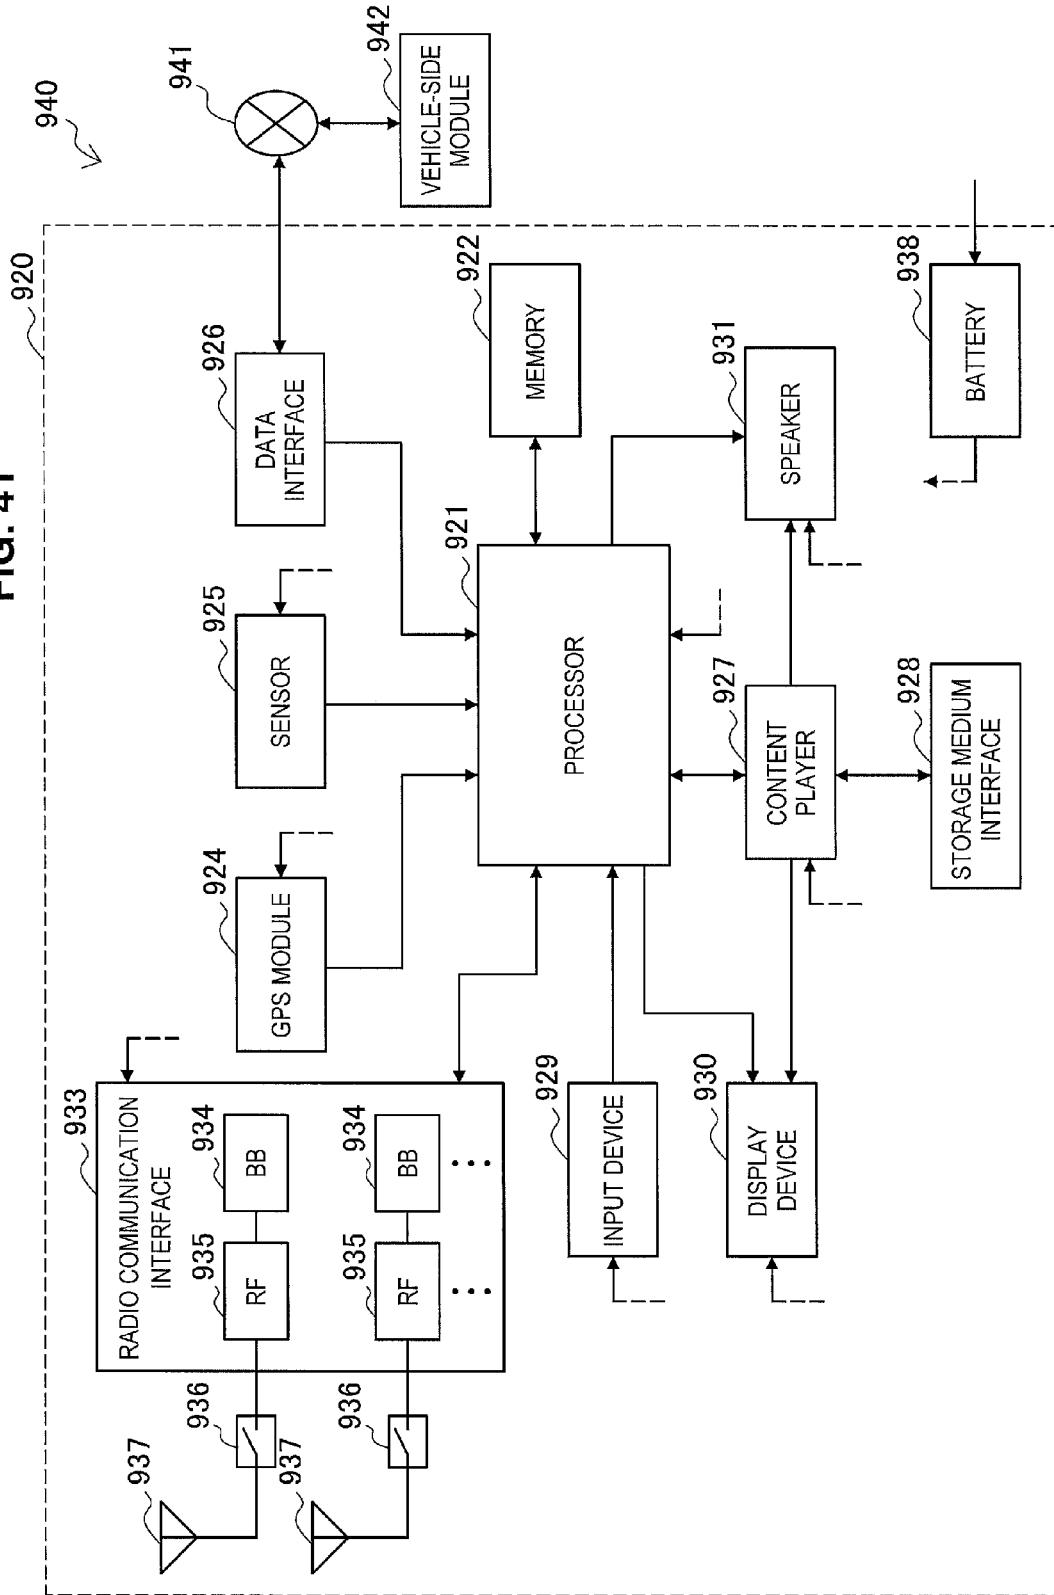 FIG. 41
920
940
933
RADIO COMMUNICATION
INTERFACE
937
936
935
RF
934
BB
937
936
935
RF
934
BB
924
GPS MODULE
925
SENSOR
926
DATA
INTERFACE
941
942
VEHICLE-SIDE
MODULE
921
PROCESSOR
922
MEMORY
929
INPUT DEVICE
930
DISPLAY
DEVICE
927
CONTENT
PLAYER
931
SPEAKER
928
STORAGE MEDIUM
INTERFACE
938
BATTERY